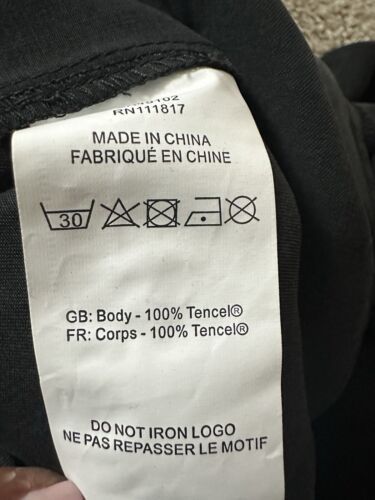 RN111817
MADE IN CHINA
FABRIQUÉ EN CHINE
30
GB: Body - 100% Tencel®
FR: Corps - 100% Tencel®
DO NOT IRON LOGO
NE PAS REPASSER LE MOTIF